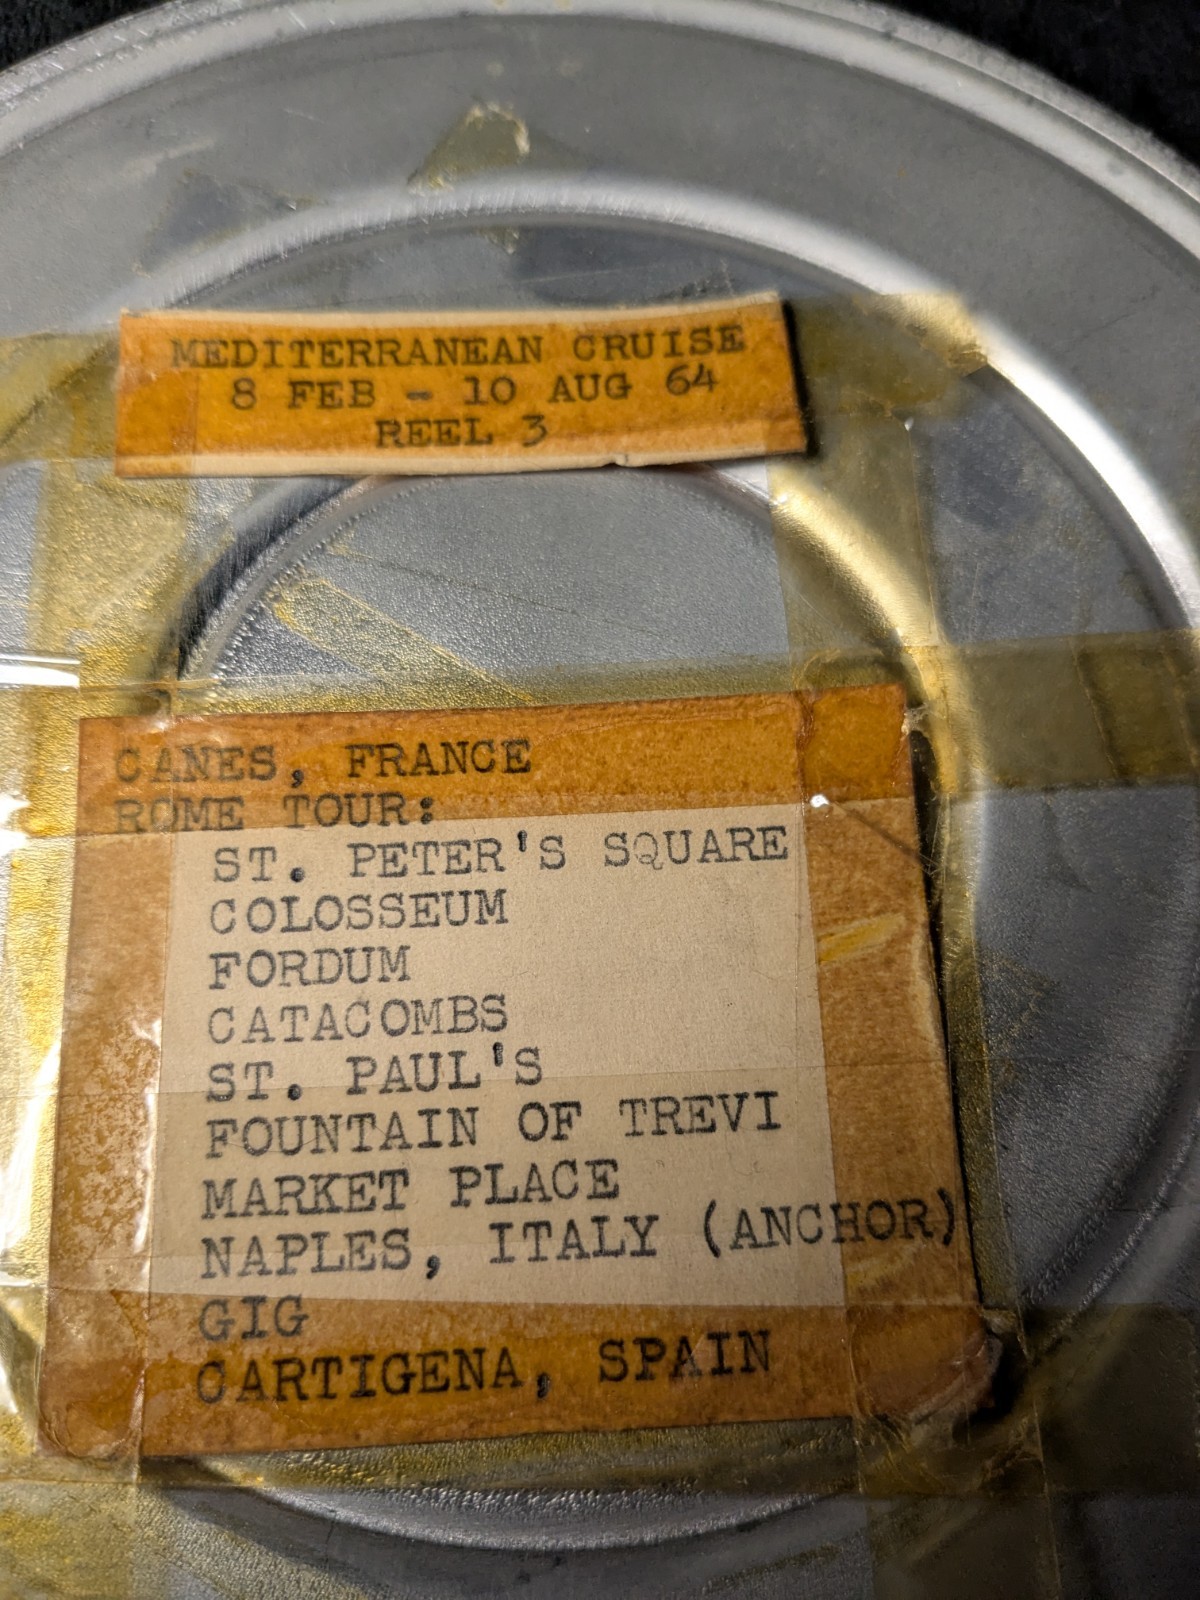 MEDITERRANEAN CRUISE
8 FEB - 10 AUG 64
REEL 3
CANES, FRANCE
ROME TOUR:
ST. PETER'S SQUARE
COLOSSEUM
FORDUM
CATACOMBS
ST. PAUL'S
FOUNTAIN OF TREVI
MARKET PLACE
NAPLES, ITALY (ANCHOR)
GIG
CARTIGENA, SPAIN